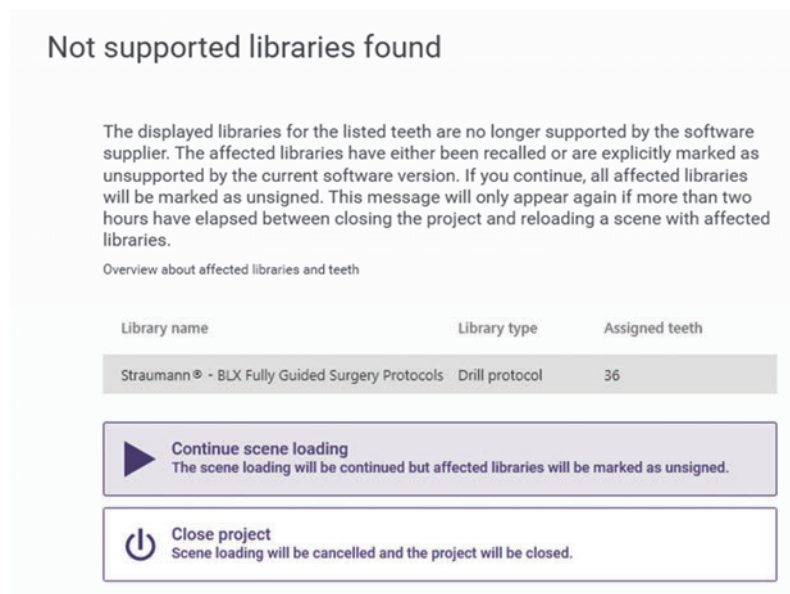 Not supported libraries found
The displayed libraries for the listed teeth are no longer supported by the software
supplier. The affected libraries have either been recalled or are explicitly marked as
unsupported by the current software version. If you continue, all affected libraries
will be marked as unsigned. This message will only appear again if more than two
hours have elapsed between closing the project and reloading a scene with affected
libraries.
Overview about affected libraries and teeth
Library name Library type Assigned teeth
Straumann® - BLX Fully Guided Surgery Protocols Drill protocol 36
Continue scene loading
The scene loading will be continued but affected libraries will be marked as unsigned.
Close project
Scene loading will be cancelled and the project will be closed.